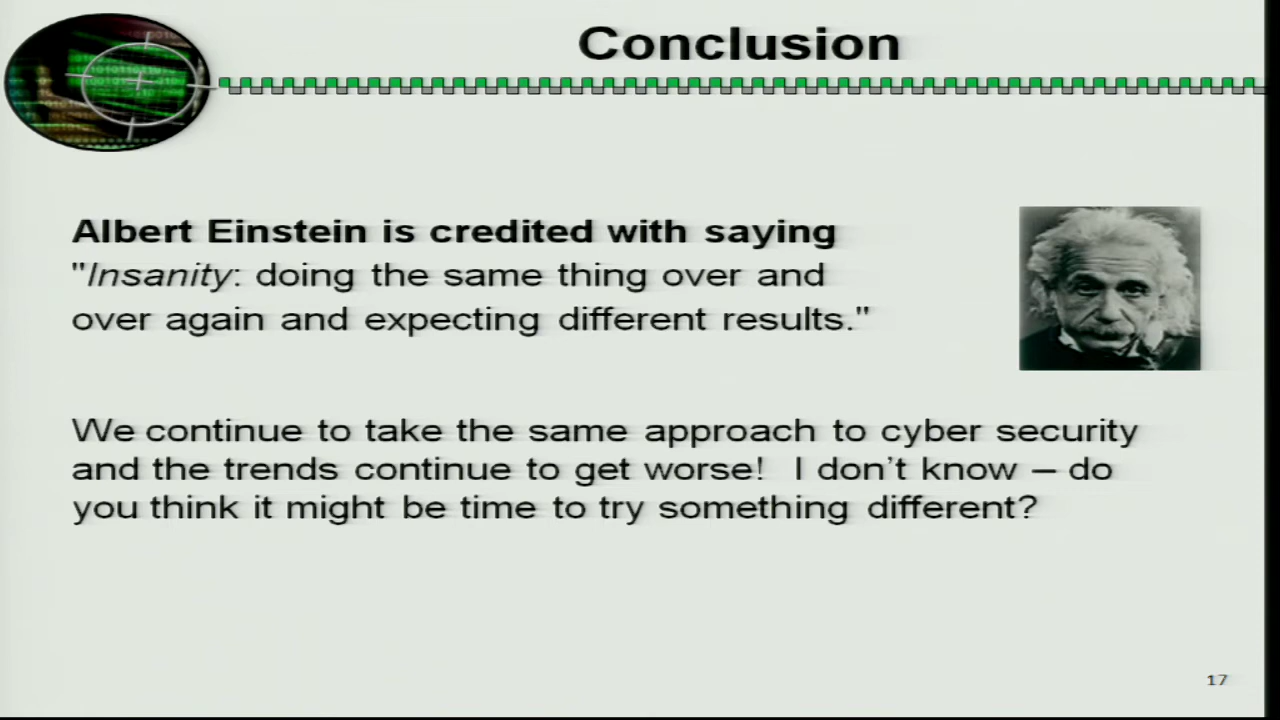 Conclusion
Albert Einstein is credited with saying
"Insanity: doing the same thing over and
over again and expecting different results."
We continue to take the same approach to cyber security
and the trends continue to get worse!  I don't know – do
you think it might be time to try something different?
17